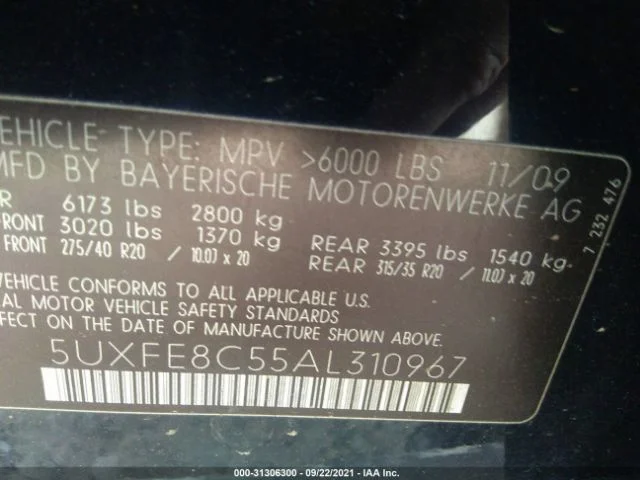 VEHICLE TYPE: MPV >6000 LBS 11/09
MFD BY BAYERISCHE MOTORENWERKE AG
R 6173 lbs 2800 kg
FRONT 3020 lbs 1370 kg REAR 3395 lbs 1540 kg
FRONT 275/40 R20 / 10.0J x 20 REAR 315/35 R20 / 11.0J x 20
VEHICLE CONFORMS TO ALL APPLICABLE U.S.
AL MOTOR VEHICLE SAFETY STANDARDS
FFECT ON THE DATE OF MANUFACTURE SHOWN ABOVE.
5UXFE8C55AL310967
7 232 476
000-31306300 - 09/22/2021 - IAA Inc.